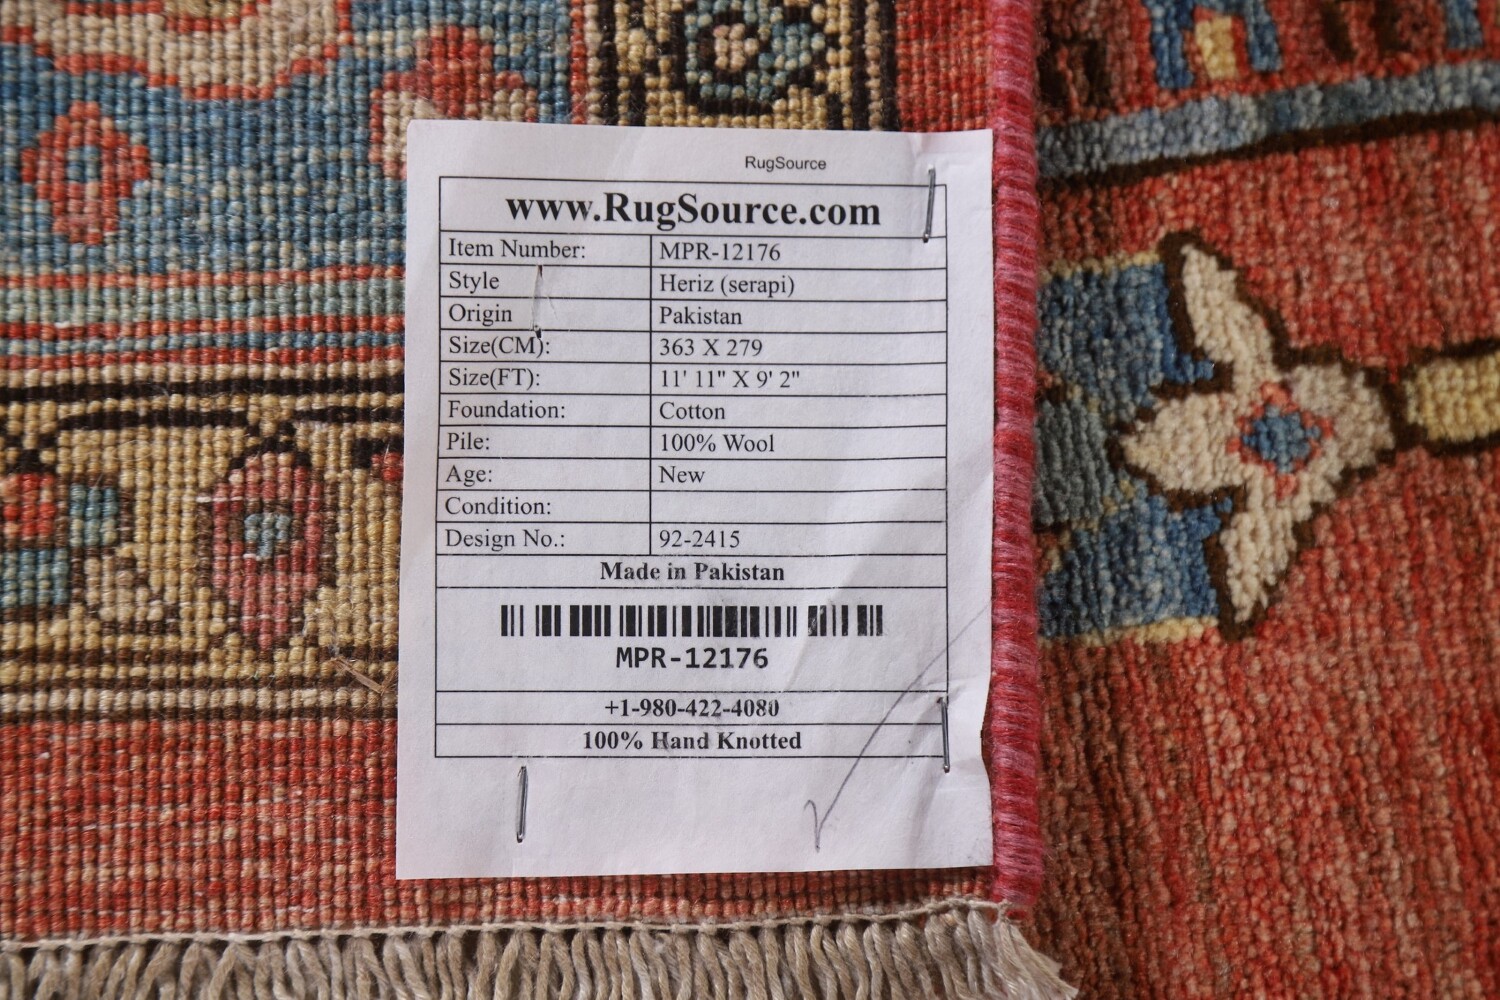 RugSource
www.RugSource.com
Item Number: MPR-12176
Style Heriz (serapi)
Origin Pakistan
Size(CM): 363 X 279
Size(FT): 11' 11" X 9' 2"
Foundation: Cotton
Pile: 100% Wool
Age: New
Condition:
Design No.: 92-2415
Made in Pakistan
MPR-12176
+1-980-422-4080
100% Hand Knotted